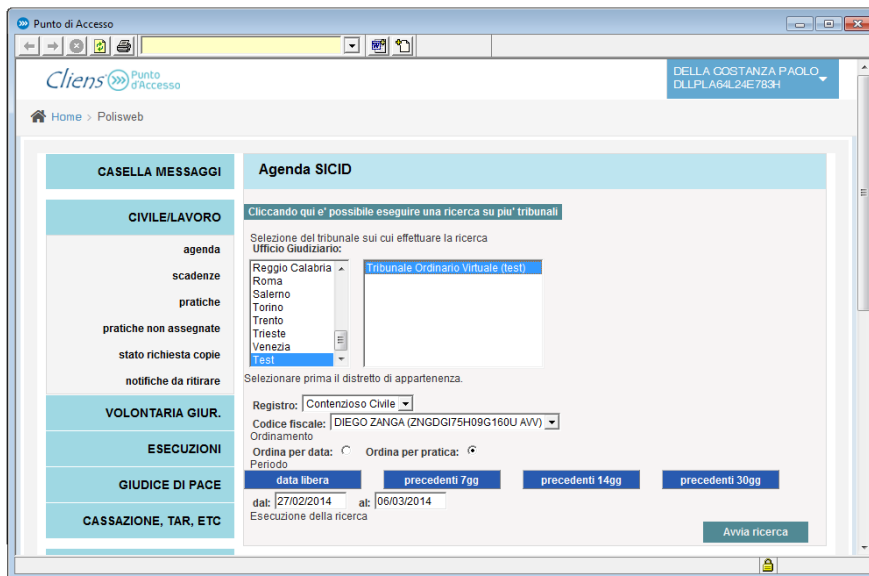 Punto di Accesso
Cliens Punto d'Accesso
DELLA COSTANZA PAOLO
DLLPLA64L24E783H
Home > Polisweb
CASELLA MESSAGGI
CIVILE/LAVORO
agenda
scadenze
pratiche
pratiche non assegnate
stato richiesta copie
notifiche da ritirare
VOLONTARIA GIUR.
ESECUZIONI
GIUDICE DI PACE
CASSAZIONE, TAR, ETC
Agenda SICID
Cliccando qui e' possibile eseguire una ricerca su piu' tribunali
Selezione del tribunale sui cui effettuare la ricerca
Ufficio Giudiziario:
Reggio Calabria
Roma
Salerno
Torino
Trento
Trieste
Venezia
Test
Tribunale Ordinario Virtuale (test)
Selezionare prima il distretto di appartenenza.
Registro: Contenzioso Civile
Codice fiscale: DIEGO ZANGA (ZNGDGI75H09G160U AVV)
Ordinamento
Ordina per data: Ordina per pratica:
Periodo
data libera precedenti 7gg precedenti 14gg precedenti 30gg
dal: 27/02/2014 al: 06/03/2014
Esecuzione della ricerca
Avvia ricerca